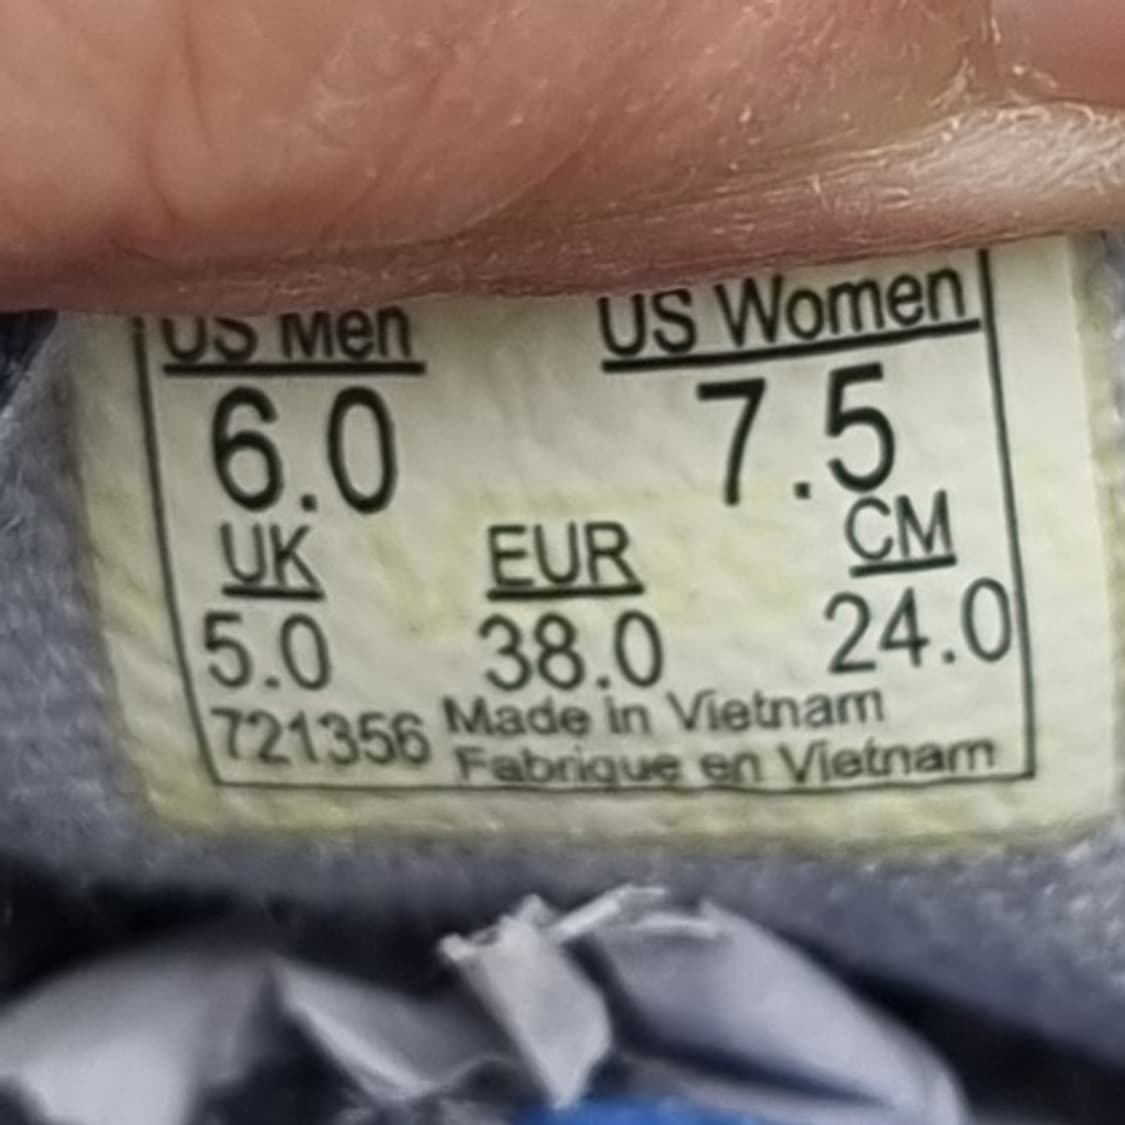 US Men US Women
6.0 7.5
UK EUR CM
5.0 38.0 24.0
721356 Made in Vietnam
Fabrique en Vietnam